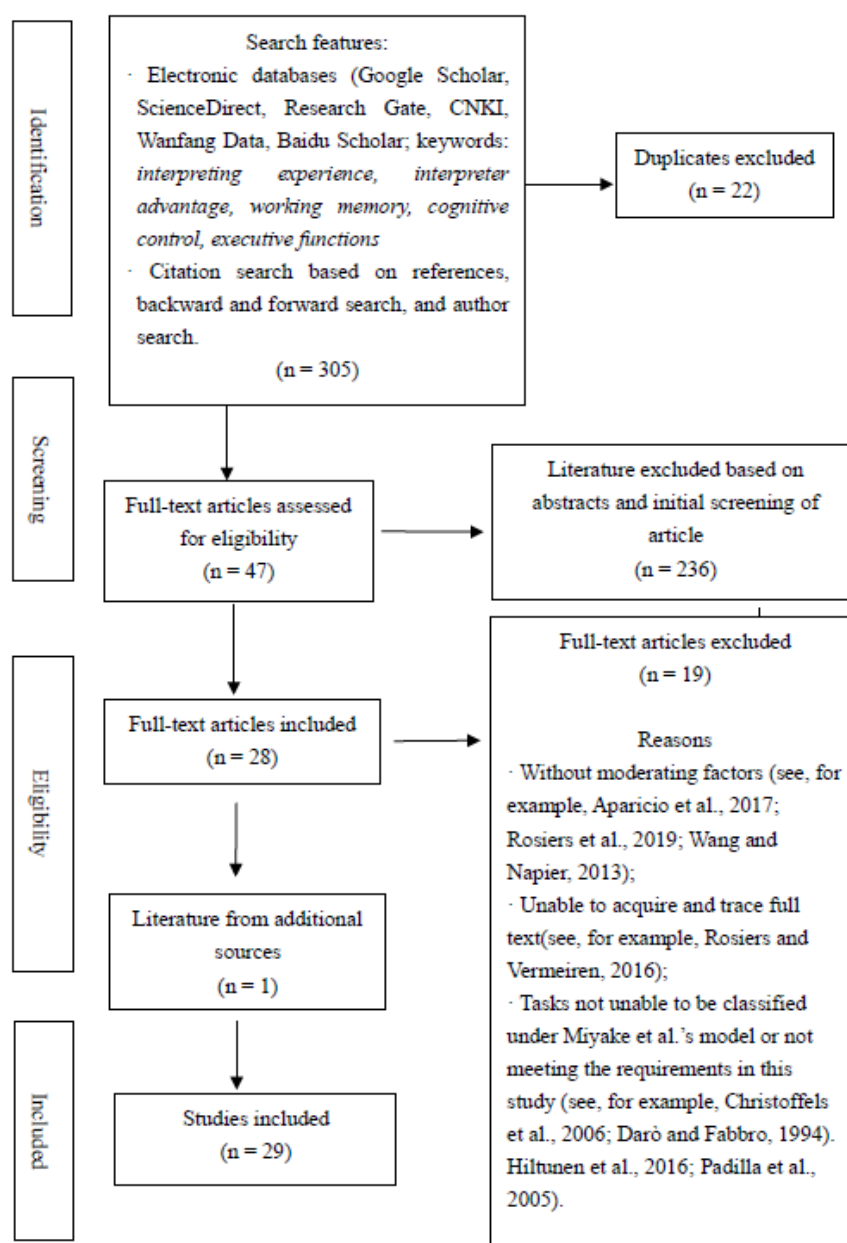 Identification
Search features:
· Electronic databases (Google Scholar,
ScienceDirect, Research Gate, CNKI,
Wanfang Data, Baidu Scholar; keywords:
interpreting experience, interpreter
advantage, working memory, cognitive
control, executive functions
· Citation search based on references,
backward and forward search, and author
search.
(n = 305)
Duplicates excluded
(n = 22)
Screening
Full-text articles assessed
for eligibility
(n = 47)
Literature excluded based on
abstracts and initial screening of
article
(n = 236)
Eligibility
Full-text articles included
(n = 28)
Full-text articles excluded
(n = 19)
Reasons
· Without moderating factors (see, for
example, Aparicio et al., 2017;
Rosiers et al., 2019; Wang and
Napier, 2013);
· Unable to acquire and trace full
text(see, for example, Rosiers and
Vermeiren, 2016);
· Tasks not unable to be classified
under Miyake et al.’s model or not
meeting the requirements in this
study (see, for example, Christoffels
et al., 2006; Darò and Fabbro, 1994).
Hiltunen et al., 2016; Padilla et al.,
2005).
Literature from additional
sources
(n = 1)
Included
Studies included
(n = 29)